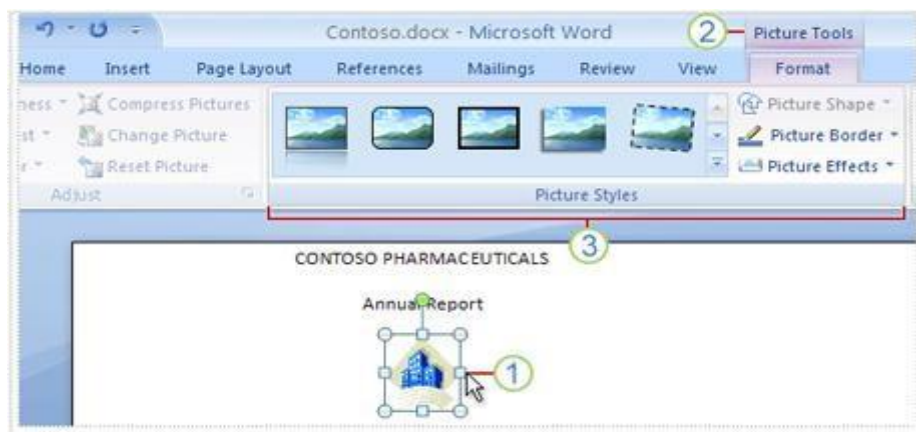 Contoso.docx - Microsoft Word
2
Picture Tools
Home Insert Page Layout References Mailings Review View Format
Compress Pictures
Change Picture
Reset Picture
Picture Shape
Picture Border
Picture Effects
Adjust
Picture Styles
3
CONTOSO PHARMACEUTICALS
Annual Report
1